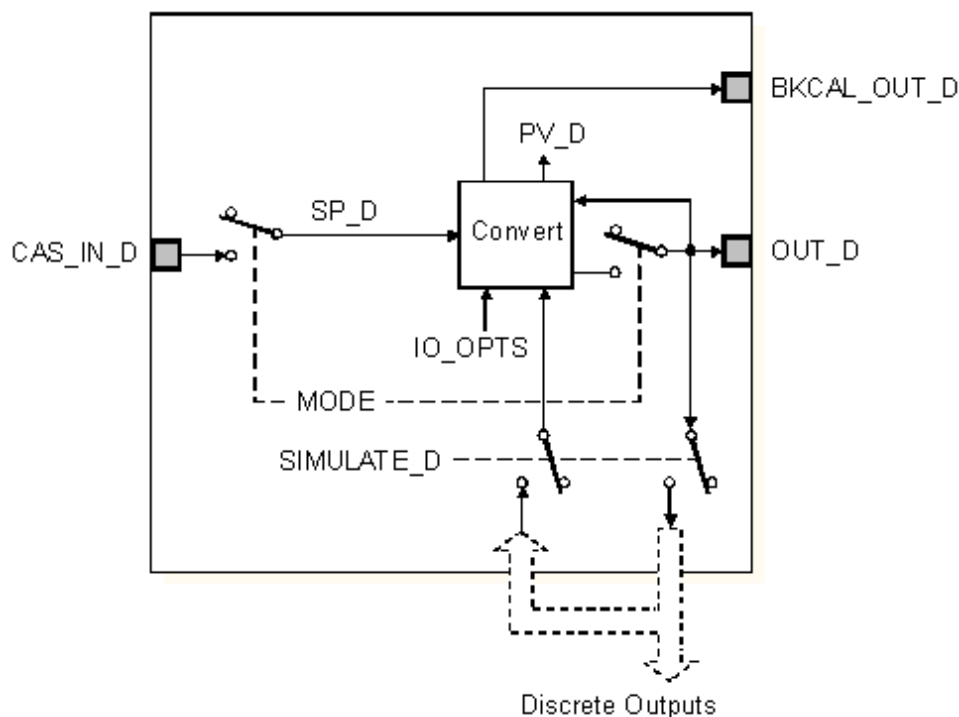 BKCAL_OUT_D
PV_D
SP_D
Convert
CAS_IN_D
OUT_D
IO_OPTS
MODE
SIMULATE_D
Discrete Outputs